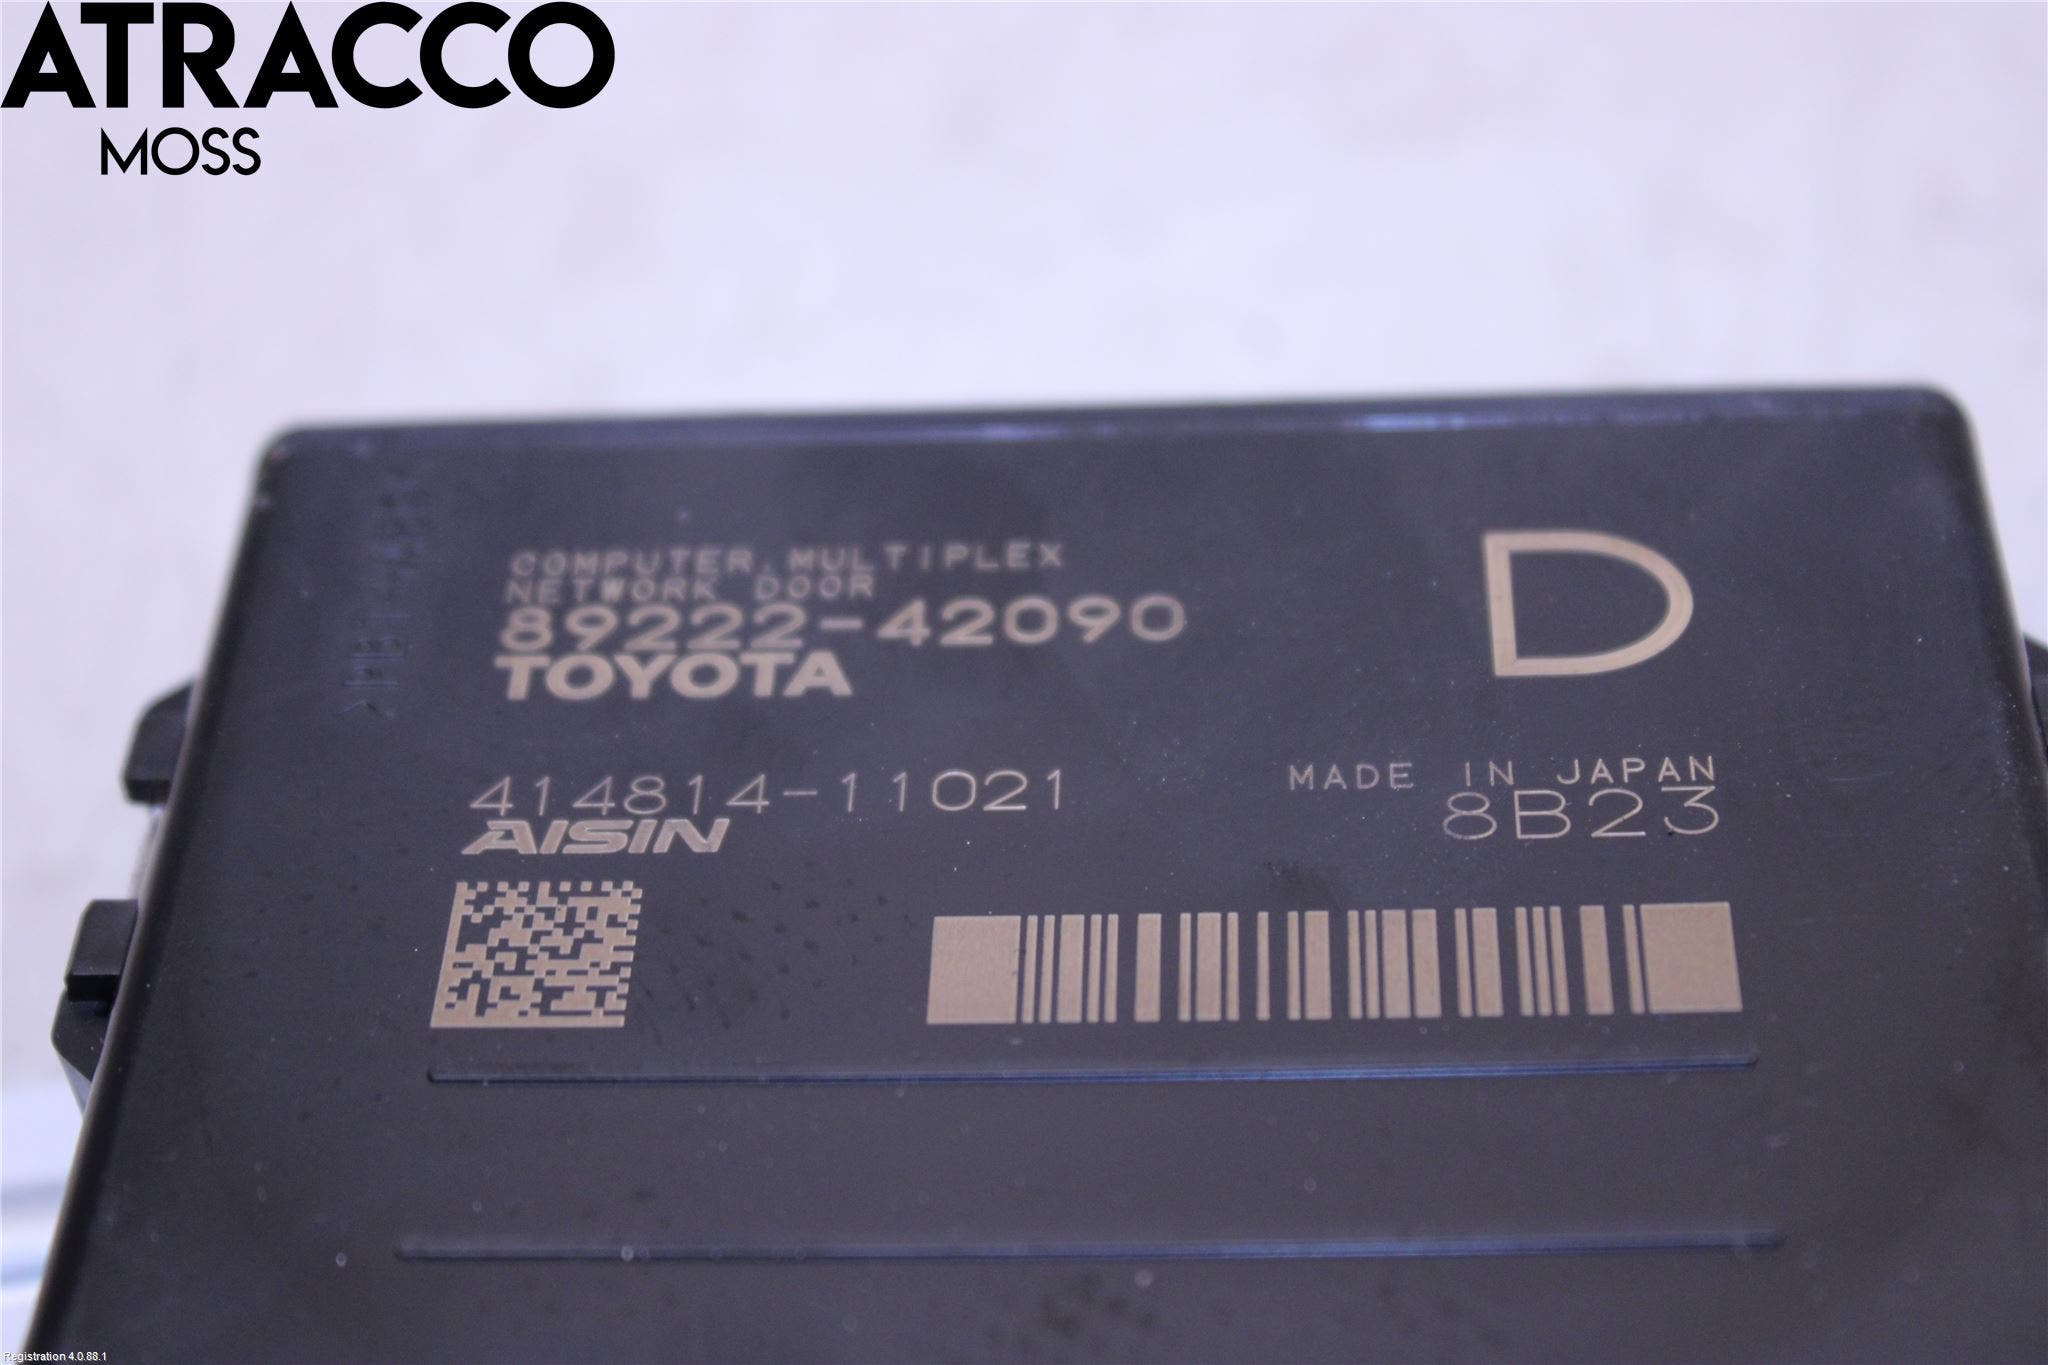 ATRACCO
MOSS
COMPUTER, MULTIPLEX
NETWORK DOOR
89222-42090
TOYOTA
D
414814-11021
AISIN
MADE IN JAPAN
8B23
Registration 4.0.88.1